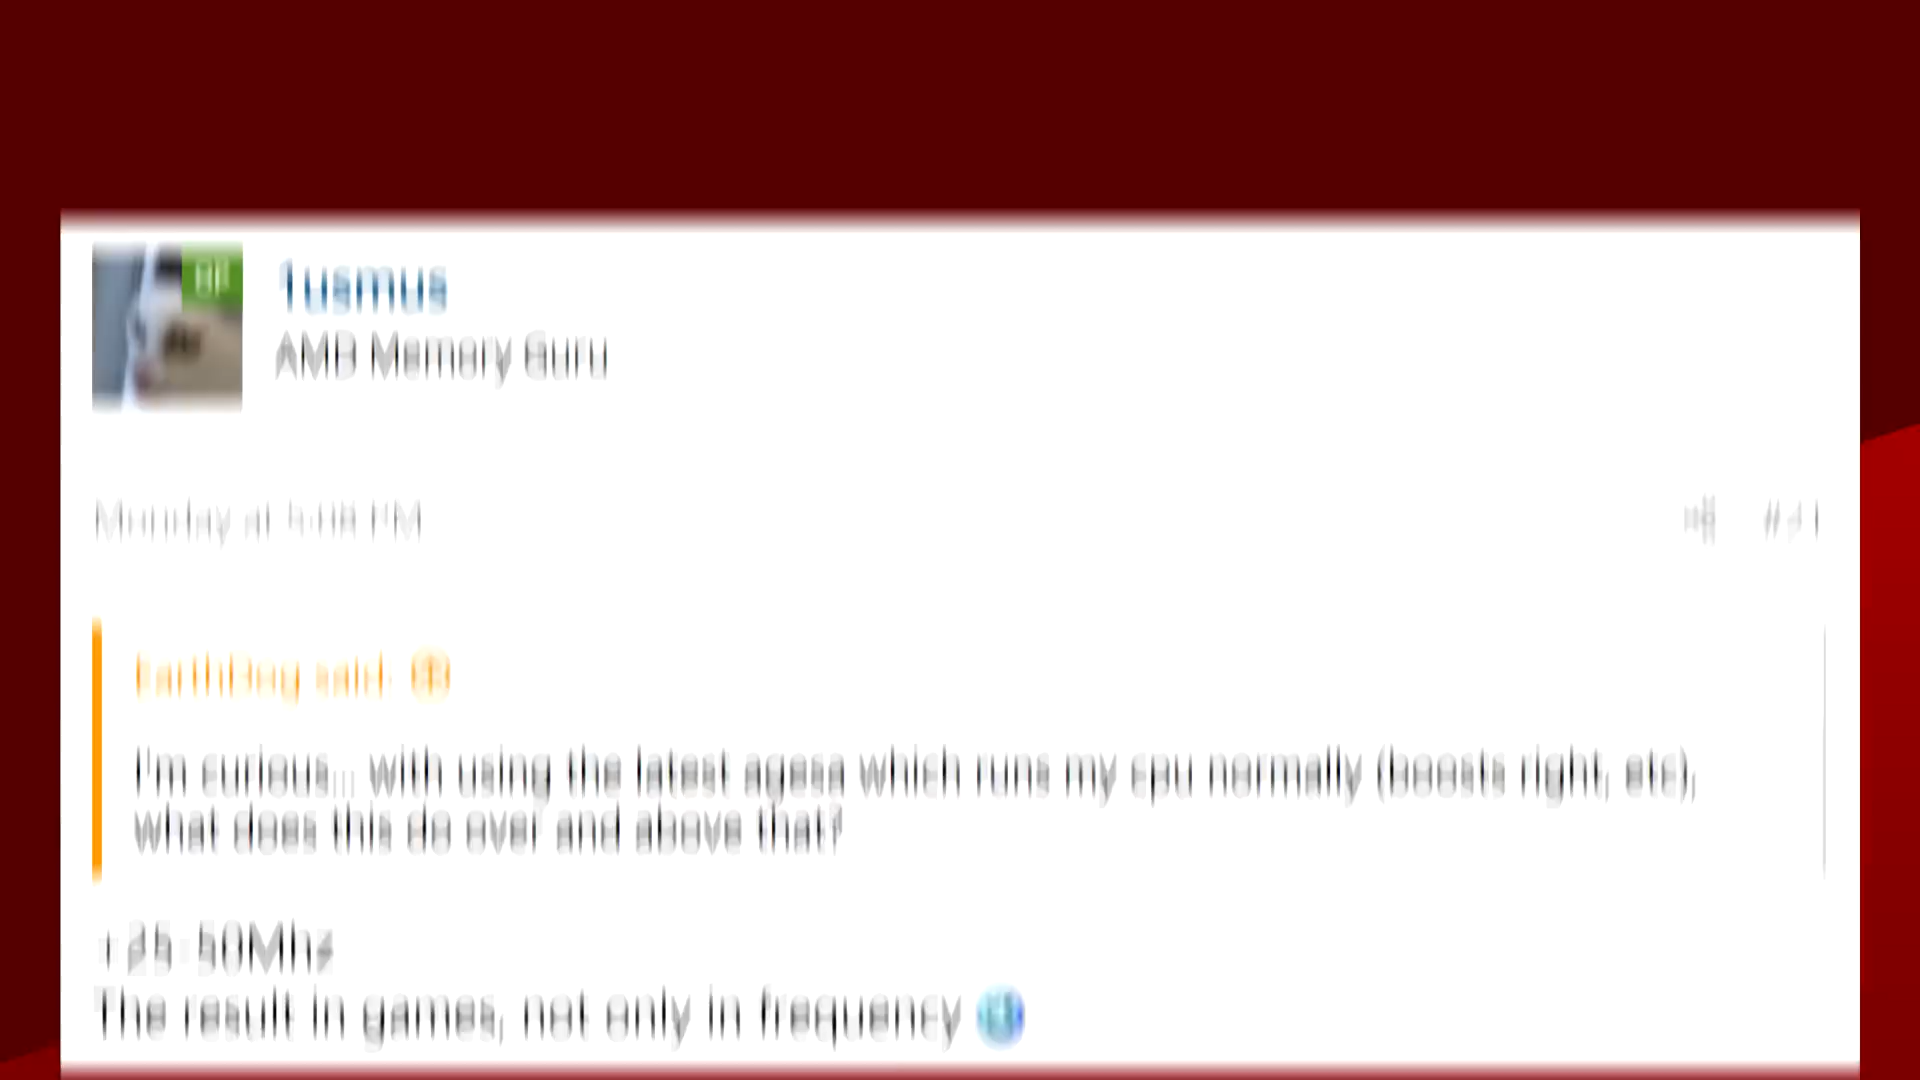 1usmus
AMD Memory Guru
Monday at PM
EarthDog said:
I'm curious... with using the latest agesa which runs my cpu normally (boosts right, etc),
what does this do over and above that?
+25-50Mhz
The result in games, not only in frequency